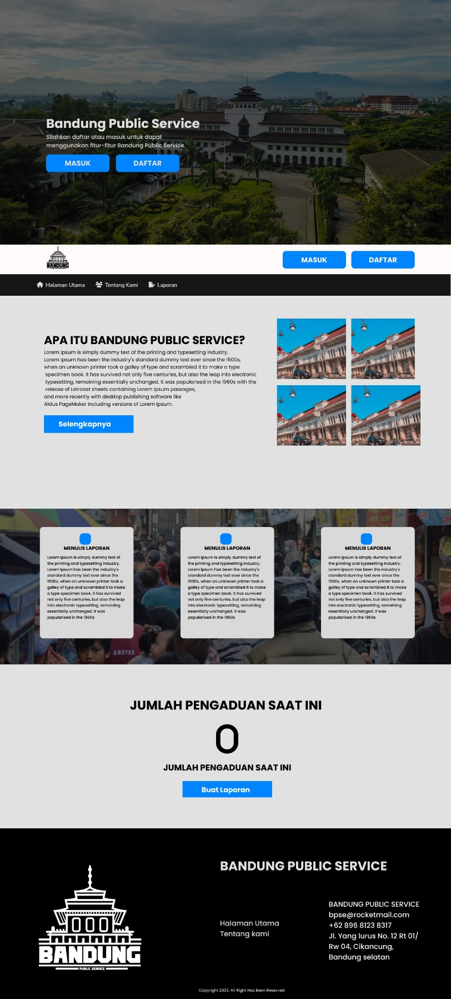 Bandung Public Service
Silahkan daftar atau masuk untuk dapat
menggunakan fitur-fitur Bandung Public Service
MASUK DAFTAR
BANDUNG
MASUK DAFTAR
Halaman Utama Tentang Kami Laporan
APA ITU BANDUNG PUBLIC SERVICE?
Lorem Ipsum is simply dummy text of the printing and typesetting industry.
Lorem Ipsum has been the industry's standard dummy text ever since the 1500s,
when an unknown printer took a galley of type and scrambled it to make a type
specimen book. It has survived not only five centuries, but also the leap into electronic
typesetting, remaining essentially unchanged. It was popularised in the 1960s with the
release of Letraset sheets containing Lorem Ipsum passages,
and more recently with desktop publishing software like
Aldus PageMaker including versions of Lorem Ipsum.
Selengkapnya
MENULIS LAPORAN
Lorem Ipsum is simply dummy text of
the printing and typesetting industry.
Lorem Ipsum has been the industry's
standard dummy text ever since the
1500s, when an unknown printer took a
galley of type and scrambled it to make
a type specimen book. It has survived
not only five centuries, but also the leap
into electronic typesetting, remaining
essentially unchanged. It was
popularised in the 1960s
MENULIS LAPORAN
Lorem Ipsum is simply dummy text of
the printing and typesetting industry.
Lorem Ipsum has been the industry's
standard dummy text ever since the
1500s, when an unknown printer took a
galley of type and scrambled it to make
a type specimen book. It has survived
not only five centuries, but also the leap
into electronic typesetting, remaining
essentially unchanged. It was
popularised in the 1960s
MENULIS LAPORAN
Lorem Ipsum is simply dummy text of
the printing and typesetting industry.
Lorem Ipsum has been the industry's
standard dummy text ever since the
1500s, when an unknown printer took a
galley of type and scrambled it to make
a type specimen book. It has survived
not only five centuries, but also the leap
into electronic typesetting, remaining
essentially unchanged. It was
popularised in the 1960s
JUMLAH PENGADUAN SAAT INI
0
JUMLAH PENGADUAN SAAT INI
Buat Laporan
BANDUNG
PUBLIC SERVICE
BANDUNG PUBLIC SERVICE
Halaman Utama
Tentang kami
BANDUNG PUBLIC SERVICE
bpse@rocketmail.com
+62 896 8123 8317
Jl. Yang lurus No. 12 Rt 01/
Rw 04, Cikancung,
Bandung selatan
Copyright 2023. All Right Has Been Reserved